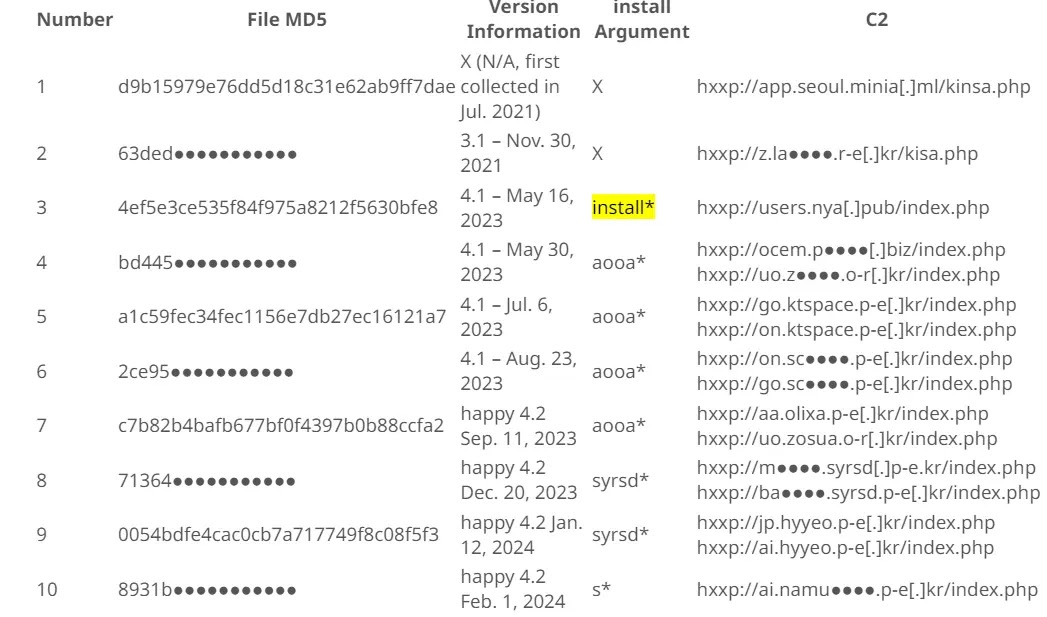 Number File MD5 Version Information install Argument C2
1 d9b15979e76dd5d18c31e62ab9ff7dae X (N/A, first collected in Jul. 2021) X hxxp://app.seoul.minia[.]ml/kinsa.php
2 63ded●●●●●●●●●●● 3.1 – Nov. 30, 2021 X hxxp://z.la●●●●.r-e[.]kr/kisa.php
3 4ef5e3ce535f84f975a8212f5630bfe8 4.1 – May 16, 2023 install* hxxp://users.nya[.]pub/index.php
4 bd445●●●●●●●●●●● 4.1 – May 30, 2023 aooa* hxxp://ocem.p●●●●[.]biz/index.php
hxxp://uo.z●●●●.o-r[.]kr/index.php
5 a1c59fec34fec1156e7db27ec16121a7 4.1 – Jul. 6, 2023 aooa* hxxp://go.ktspace.p-e[.]kr/index.php
hxxp://on.ktspace.p-e[.]kr/index.php
6 2ce95●●●●●●●●●●● 4.1 – Aug. 23, 2023 aooa* hxxp://on.sc●●●●.p-e[.]kr/index.php
hxxp://go.sc●●●●.p-e[.]kr/index.php
7 c7b82b4bafb677bf0f4397b0b88ccfa2 happy 4.2 Sep. 11, 2023 aooa* hxxp://aa.olixa.p-e[.]kr/index.php
hxxp://uo.zosua.o-r[.]kr/index.php
8 71364●●●●●●●●●●● happy 4.2 Dec. 20, 2023 syrsd* hxxp://m●●●●.syrsd[.]p-e.kr/index.php
hxxp://ba●●●●.syrsd.p-e[.]kr/index.php
9 0054bdfe4cac0cb7a717749f8c08f5f3 happy 4.2 Jan. 12, 2024 syrsd* hxxp://jp.hyyeo.p-e[.]kr/index.php
hxxp://ai.hyyeo.p-e[.]kr/index.php
10 8931b●●●●●●●●●●● happy 4.2 Feb. 1, 2024 s* hxxp://ai.namu●●●●.p-e[.]kr/index.php